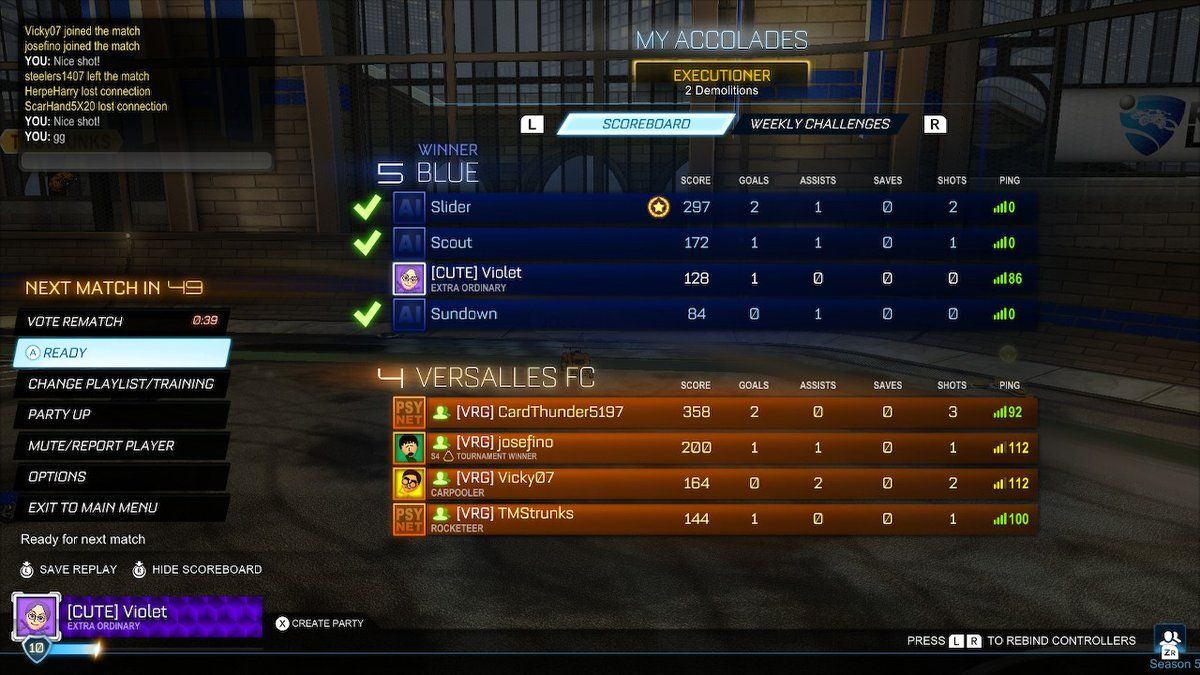 Vicky07 joined the match
josefino joined the match
YOU: Nice shot!
steelers1407 left the match
HerpeHarry lost connection
ScarHand5X20 lost connection
YOU: Nice shot!
YOU: gg
MY ACCOLADES
EXECUTIONER
2 Demolitions
L SCOREBOARD WEEKLY CHALLENGES R
WINNER
5 BLUE
SCORE GOALS ASSISTS SAVES SHOTS PING
AI Slider 297 2 1 0 2 0
AI Scout 172 1 1 0 1 0
[CUTE] Violet 128 1 0 0 0 86
EXTRA ORDINARY
AI Sundown 84 0 1 0 0 0
4 VERSALLES FC
SCORE GOALS ASSISTS SAVES SHOTS PING
PSY NET [VRG] CardThunder5197 358 2 0 0 3 92
[VRG] josefino 200 1 1 0 1 112
S4 TOURNAMENT WINNER
[VRG] Vicky07 164 0 2 0 2 112
CARPOOLER
PSY NET [VRG] TMStrunks 144 1 0 0 1 100
ROCKETEER
NEXT MATCH IN 49
VOTE REMATCH 0:39
A READY
CHANGE PLAYLIST/TRAINING
PARTY UP
MUTE/REPORT PLAYER
OPTIONS
EXIT TO MAIN MENU
Ready for next match
L SAVE REPLAY R HIDE SCOREBOARD
[CUTE] Violet
EXTRA ORDINARY
10
X CREATE PARTY
PRESS L R TO REBIND CONTROLLERS
ZR
Season 5